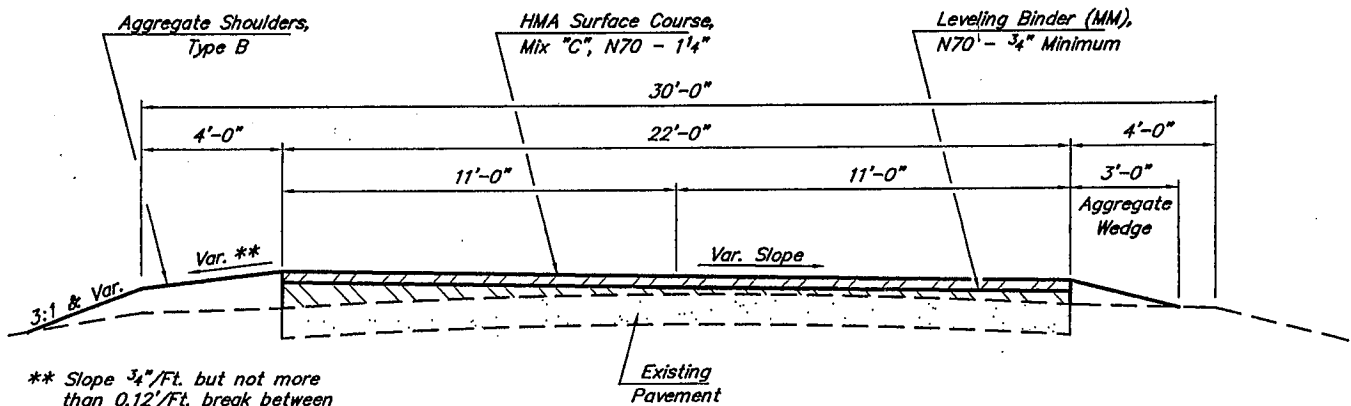 Aggregate Shoulders,
Type B
HMA Surface Course,
Mix "C", N70 - 1¼"
Leveling Binder (MM),
N70 - ¾" Minimum
30'-0"
4'-0"
22'-0"
4'-0"
11'-0"
11'-0"
3'-0"
Aggregate
Wedge
Var. **
Var. Slope
3:1 & Var.
** Slope ¾"/Ft. but not more
than 0.12'/Ft. break between
Existing
Pavement